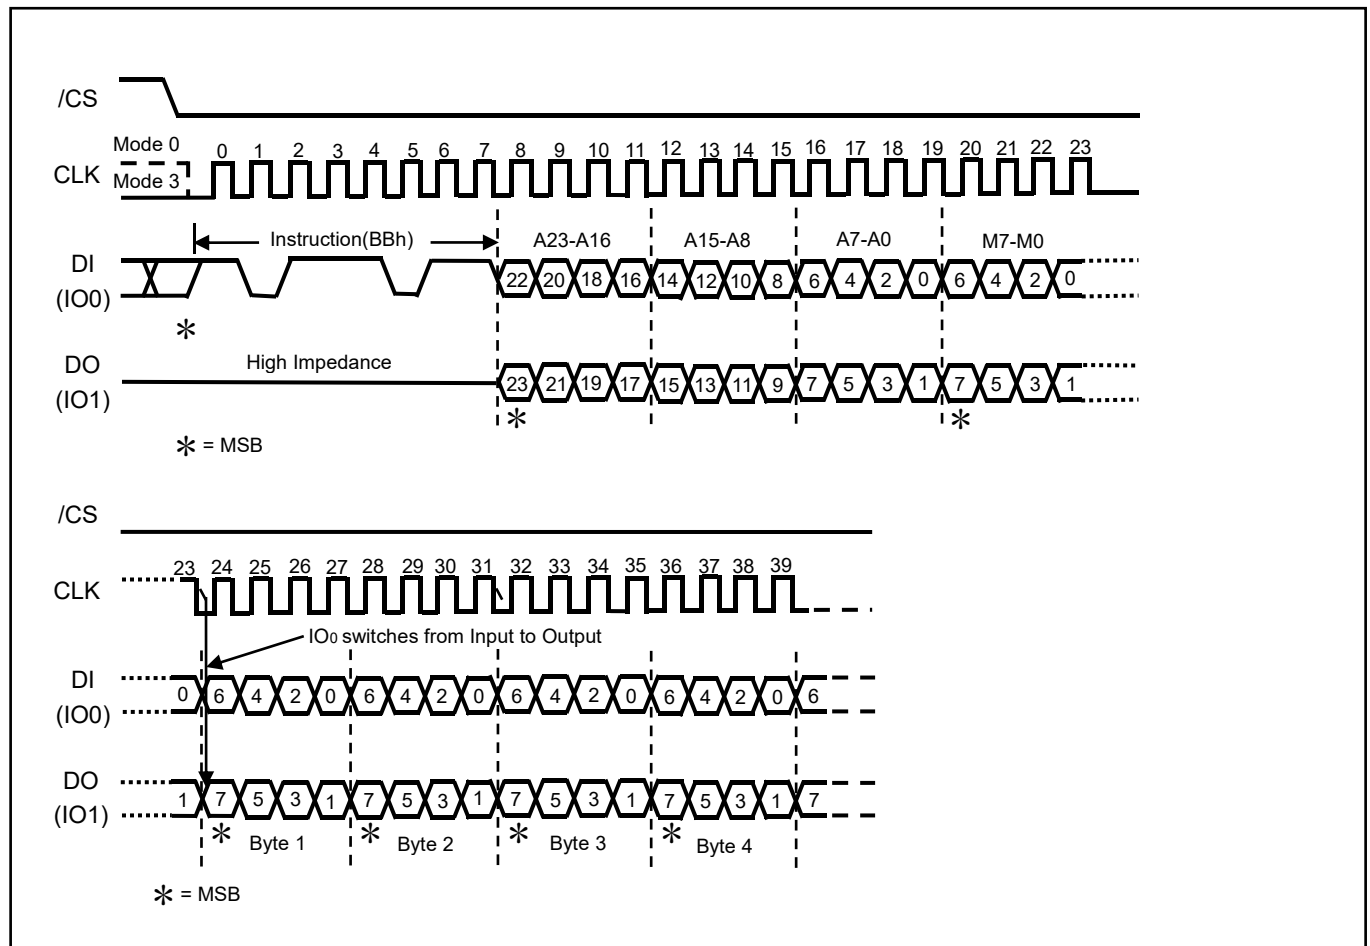 /CS
Mode 0
Mode 3
CLK
0 1 2 3 4 5 6 7 8 9 10 11 12 13 14 15 16 17 18 19 20 21 22 23
Instruction(BBh) A23-A16 A15-A8 A7-A0 M7-M0
DI
(IO0)
22 20 18 16 14 12 10 8 6 4 2 0 6 4 2 0
*
High Impedance
DO
(IO1)
23 21 19 17 15 13 11 9 7 5 3 1 7 5 3 1
* *
* = MSB
/CS
CLK
23 24 25 26 27 28 29 30 31 32 33 34 35 36 37 38 39
IO0 switches from Input to Output
DI
(IO0)
0 6 4 2 0 6 4 2 0 6 4 2 0 6 4 2 0 6
DO
(IO1)
1 7 5 3 1 7 5 3 1 7 5 3 1 7 5 3 1 7
* Byte 1 * Byte 2 * Byte 3 * Byte 4
* = MSB